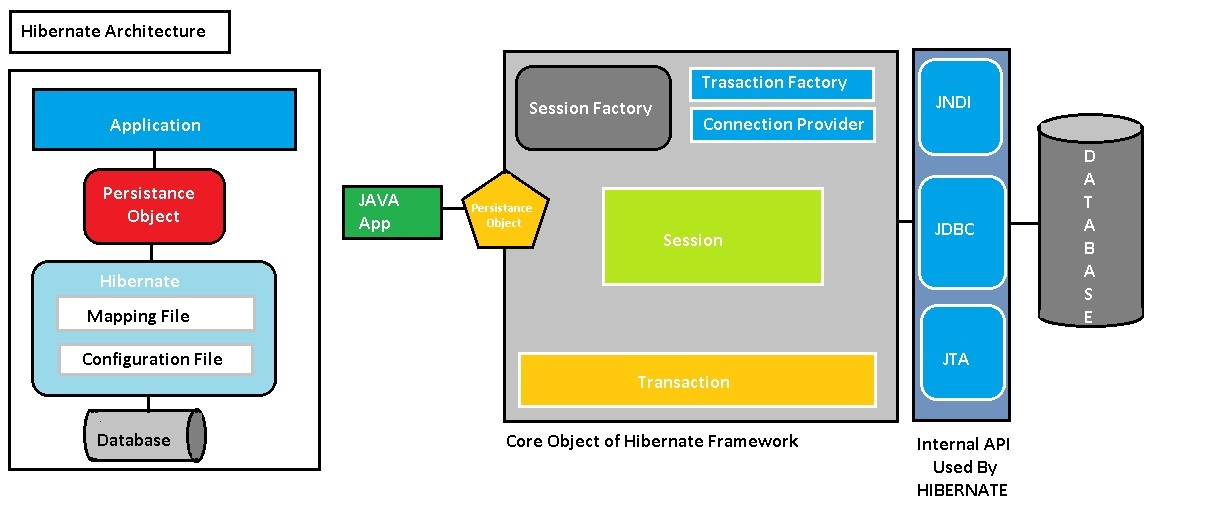 Hibernate Architecture
Application
Persistance
Object
Hibernate
Mapping File
Configuration File
Database
JAVA
App
Persistance
Object
Session Factory
Trasaction Factory
Connection Provider
Session
Transaction
Core Object of Hibernate Framework
JNDI
JDBC
JTA
Internal API
Used By
HIBERNATE
D
A
T
A
B
A
S
E